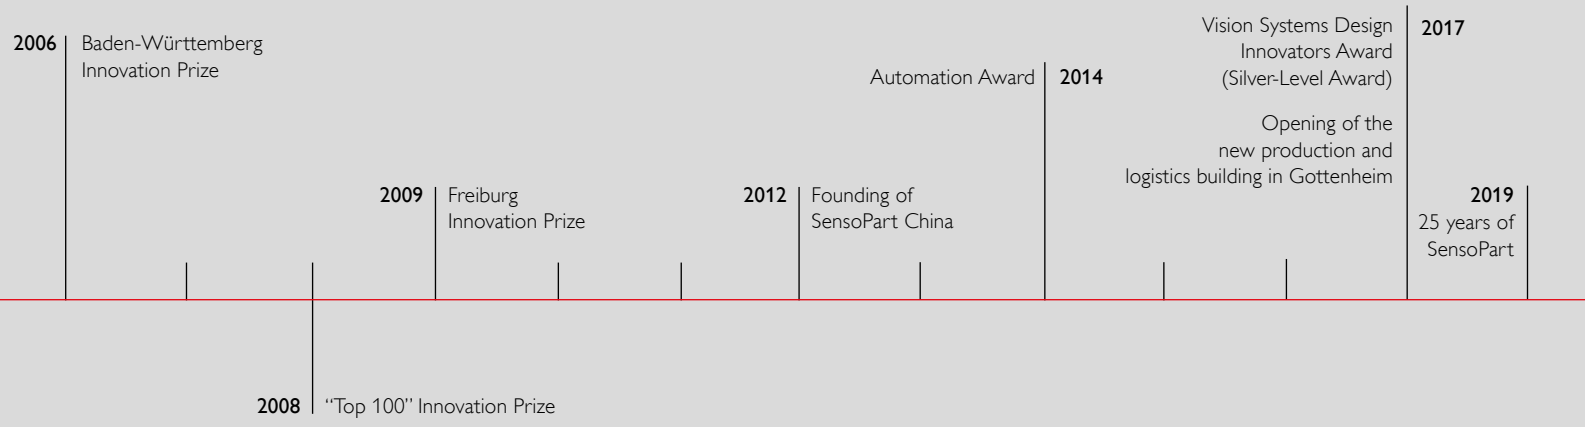 2006
Baden-Württemberg
Innovation Prize
2008
“Top 100” Innovation Prize
2009
Freiburg
Innovation Prize
2012
Founding of
SensoPart China
Automation Award
2014
Vision Systems Design
Innovators Award
(Silver-Level Award)
2017
Opening of the
new production and
logistics building in Gottenheim
2019
25 years of
SensoPart